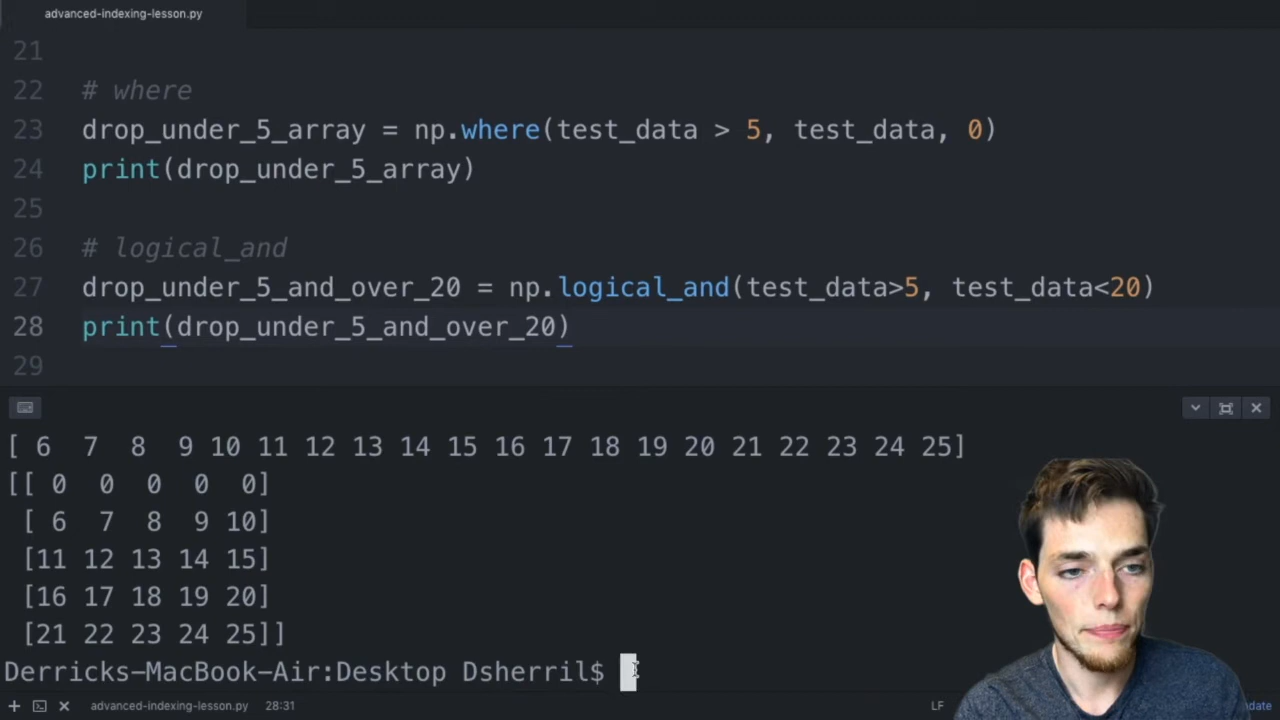 advanced-indexing-lesson.py
21
22 # where
23 drop_under_5_array = np.where(test_data > 5, test_data, 0)
24 print(drop_under_5_array)
25
26 # logical_and
27 drop_under_5_and_over_20 = np.logical_and(test_data>5, test_data<20)
28 print(drop_under_5_and_over_20)
29
[ 6 7 8 9 10 11 12 13 14 15 16 17 18 19 20 21 22 23 24 25]
[[ 0 0 0 0 0]
[ 6 7 8 9 10]
[11 12 13 14 15]
[16 17 18 19 20]
[21 22 23 24 25]]
Derricks-MacBook-Air:Desktop Dsherril$
advanced-indexing-lesson.py 28:31 LF